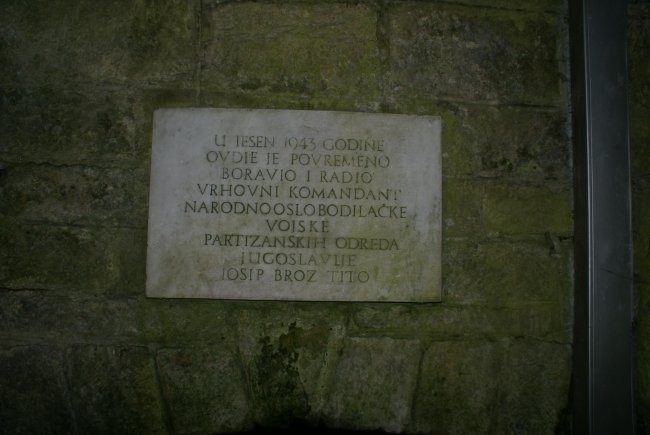 U JESEN 1943 GODINE
OVDJE JE POVREMENO
BORAVIO I RADIO
VRHOVNI KOMANDANT
NARODNOOSLOBODILAČKE
VOJSKE
PARTIZANSKIH ODREDA
JUGOSLAVIJE
JOSIP BROZ TITO